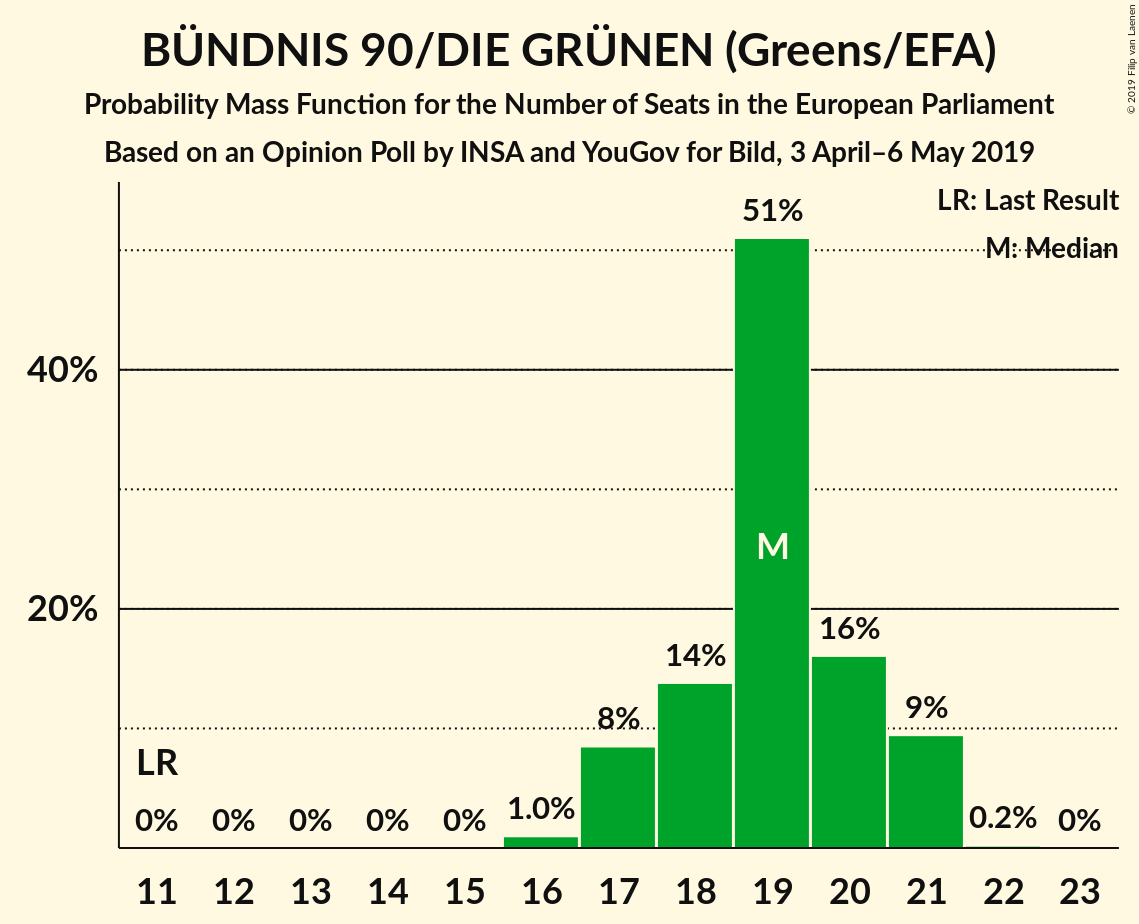 BÜNDNIS 90/DIE GRÜNEN (Greens/EFA)
Probability Mass Function for the Number of Seats in the European Parliament
Based on an Opinion Poll by INSA and YouGov for Bild, 3 April–6 May 2019
© 2019 Filip van Laenen
LR: Last Result
M: Median
51%
40%
M
20%
16%
14%
9%
8%
LR
0% 0% 0% 0% 0% 1.0% 0.2% 0%
11 12 13 14 15 16 17 18 19 20 21 22 23